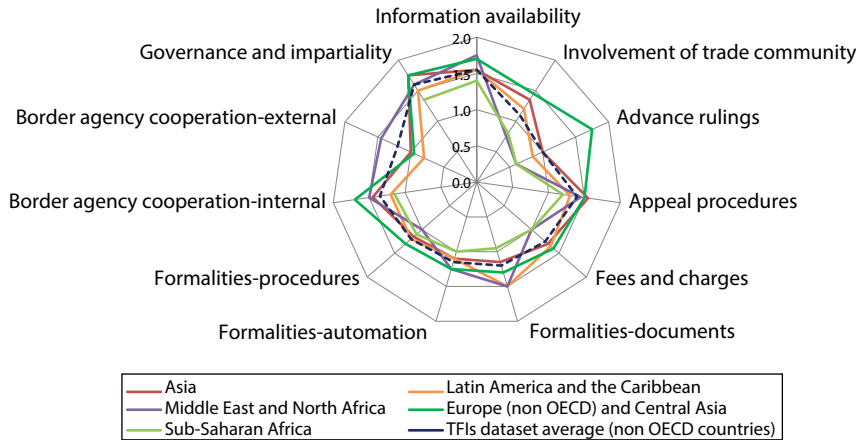 Information availability
Governance and impartiality
Involvement of trade community
Border agency cooperation-external
Advance rulings
Border agency cooperation-internal
Appeal procedures
Formalities-procedures
Fees and charges
Formalities-automation
Formalities-documents
2.0
1.5
1.0
0.5
0.0
Asia
Latin America and the Caribbean
Middle East and North Africa
Europe (non OECD) and Central Asia
Sub-Saharan Africa
TFIs dataset average (non OECD countries)